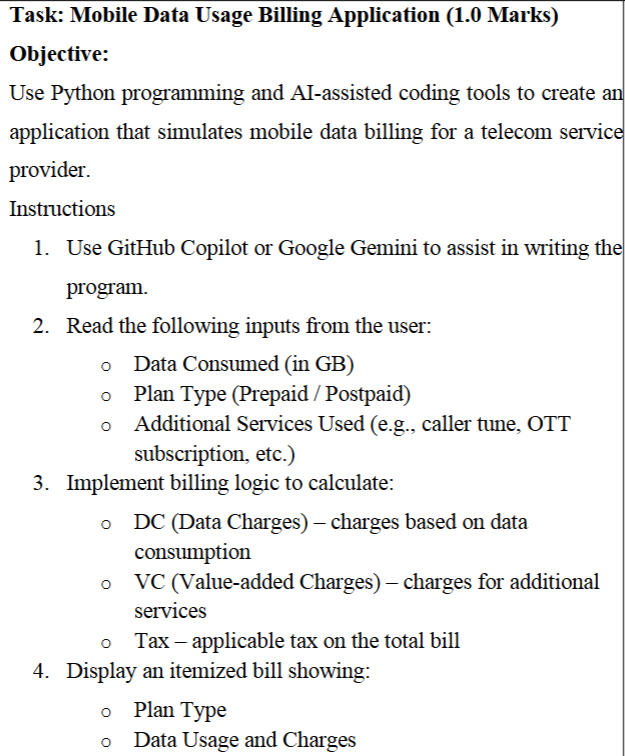 Task: Mobile Data Usage Billing Application (1.0 Marks)
Objective:
Use Python programming and AI-assisted coding tools to create an
application that simulates mobile data billing for a telecom service
provider.
Instructions
1. Use GitHub Copilot or Google Gemini to assist in writing the
program.
2. Read the following inputs from the user:
o Data Consumed (in GB)
o Plan Type (Prepaid / Postpaid)
o Additional Services Used (e.g., caller tune, OTT
subscription, etc.)
3. Implement billing logic to calculate:
o DC (Data Charges) – charges based on data
consumption
o VC (Value-added Charges) – charges for additional
services
o Tax – applicable tax on the total bill
4. Display an itemized bill showing:
o Plan Type
o Data Usage and Charges